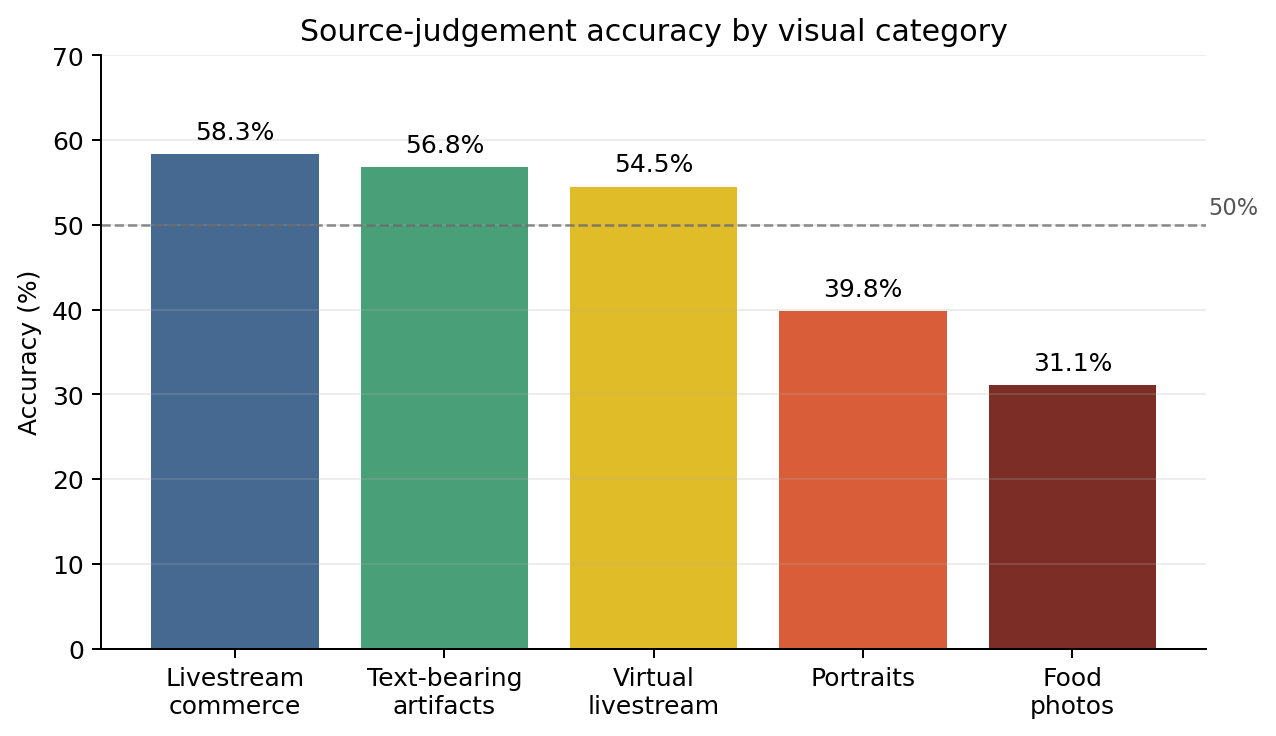 Source-judgement accuracy by visual category
Accuracy (%)
70
60
50
40
30
20
10
0
58.3%
56.8%
54.5%
39.8%
31.1%
50%
Livestream
commerce
Text-bearing
artifacts
Virtual
livestream
Portraits
Food
photos